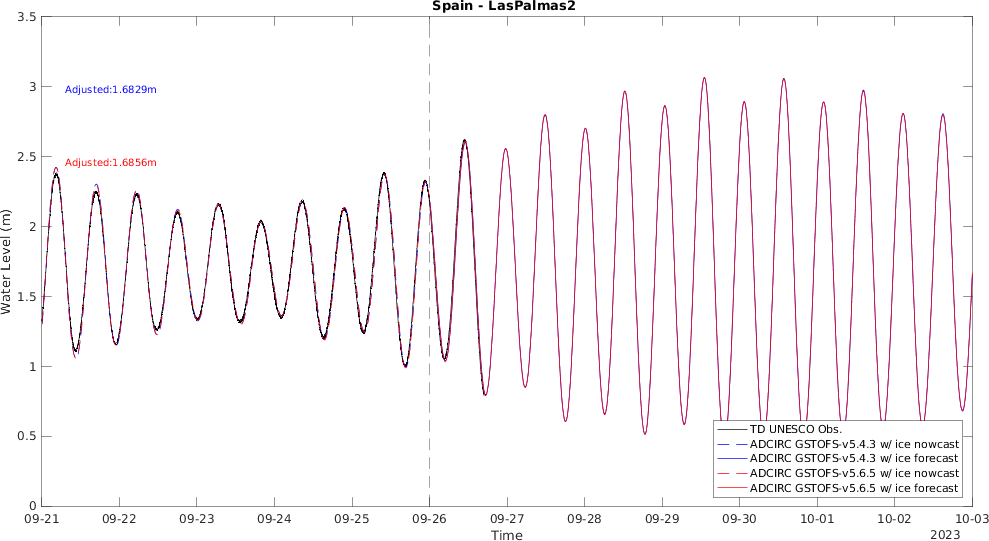 Spain - LasPalmas2
3.5
3
2.5
2
1.5
1
0.5
0
Water Level (m)
Adjusted:1.6829m
Adjusted:1.6856m
TD UNESCO Obs.
ADCIRC GSTOFS-v5.4.3 w/ ice nowcast
ADCIRC GSTOFS-v5.4.3 w/ ice forecast
ADCIRC GSTOFS-v5.6.5 w/ ice nowcast
ADCIRC GSTOFS-v5.6.5 w/ ice forecast
09-21 09-22 09-23 09-24 09-25 09-26 09-27 09-28 09-29 09-30 10-01 10-02 10-03
Time
2023